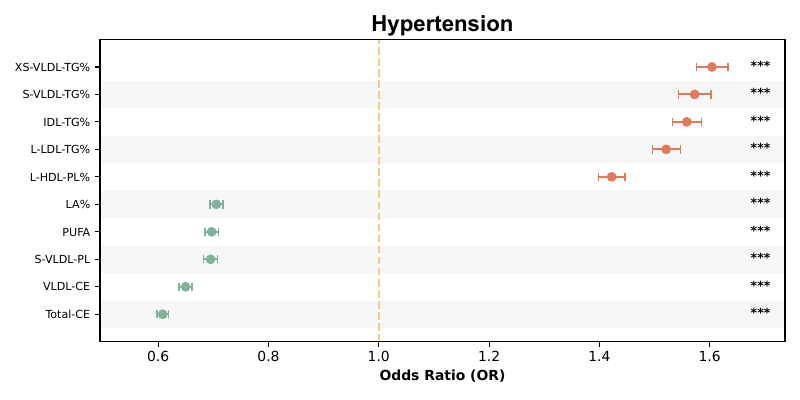 Hypertension
XS-VLDL-TG% ***
S-VLDL-TG% ***
IDL-TG% ***
L-LDL-TG% ***
L-HDL-PL% ***
LA% ***
PUFA ***
S-VLDL-PL ***
VLDL-CE ***
Total-CE ***
0.6 0.8 1.0 1.2 1.4 1.6
Odds Ratio (OR)